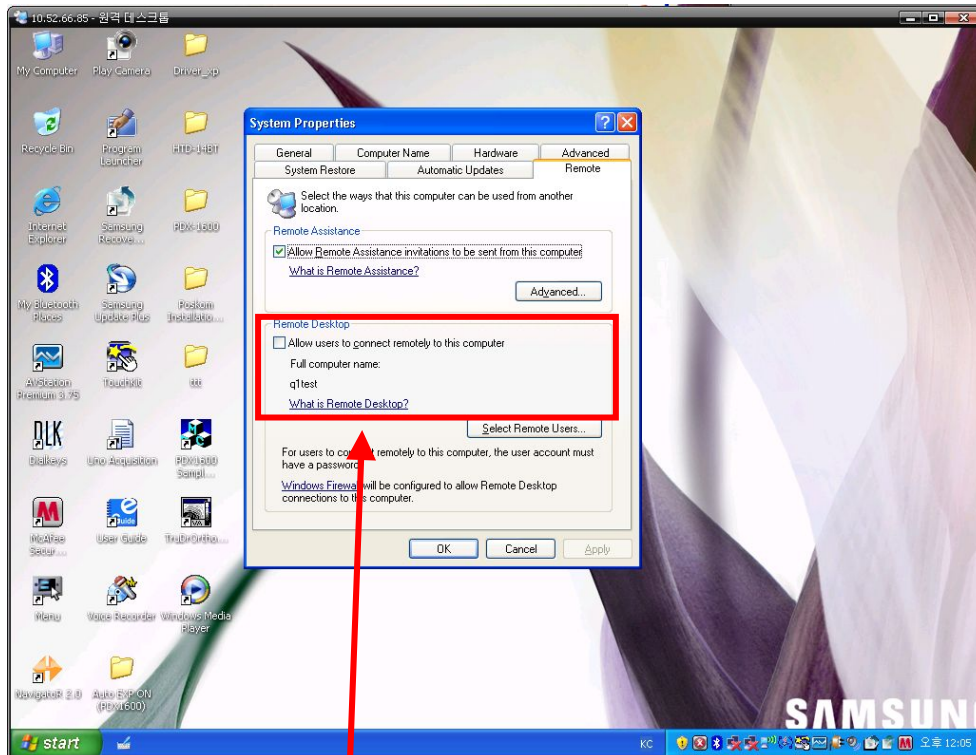 10.52.66.85 - 원격 데스크톱
My Computer
Play Camera
Driver_xp
Recycle Bin
Program Launcher
HTD-14BT
Internet Explorer
Samsung Recove...
PDX-1600
My Bluetooth Places
Samsung Update Plus
Poskom Installatio...
AVStation Premium 3.75
TouchKit
DLK
Dialkeys
PDX1600 Sampl...
McAfee Secur...
Guide
User Guide
Menu
Voice Recorder
Windows Media Player
Navigator 2.0
Auto EXP ON (PDX1600)
System Properties
General
Computer Name
Hardware
Advanced
System Restore
Automatic Updates
Remote
Select the ways that this computer can be used from another
location.
Remote Assistance
Allow Remote Assistance invitations to be sent from this computer
What is Remote Assistance?
Advanced...
Remote Desktop
Allow users to connect remotely to this computer
Full computer name:
q1test
What is Remote Desktop?
Select Remote Users...
For users to connect remotely to this computer, the user account must
have a password.
Windows Firewall will be configured to allow Remote Desktop
connections to this computer.
OK
Cancel
Apply
SAMSUN
start
KC
오후 12:05